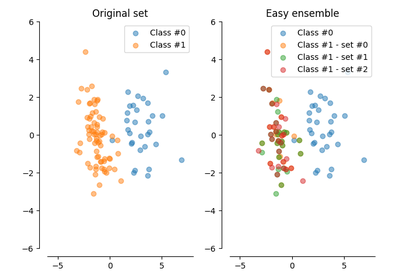 Original set
Class #0
Class #1
6
4
2
0
−2
−4
−6
−5
0
5
Easy ensemble
Class #0
Class #1 - set #0
Class #1 - set #1
Class #1 - set #2
6
4
2
0
−2
−4
−6
−5
0
5